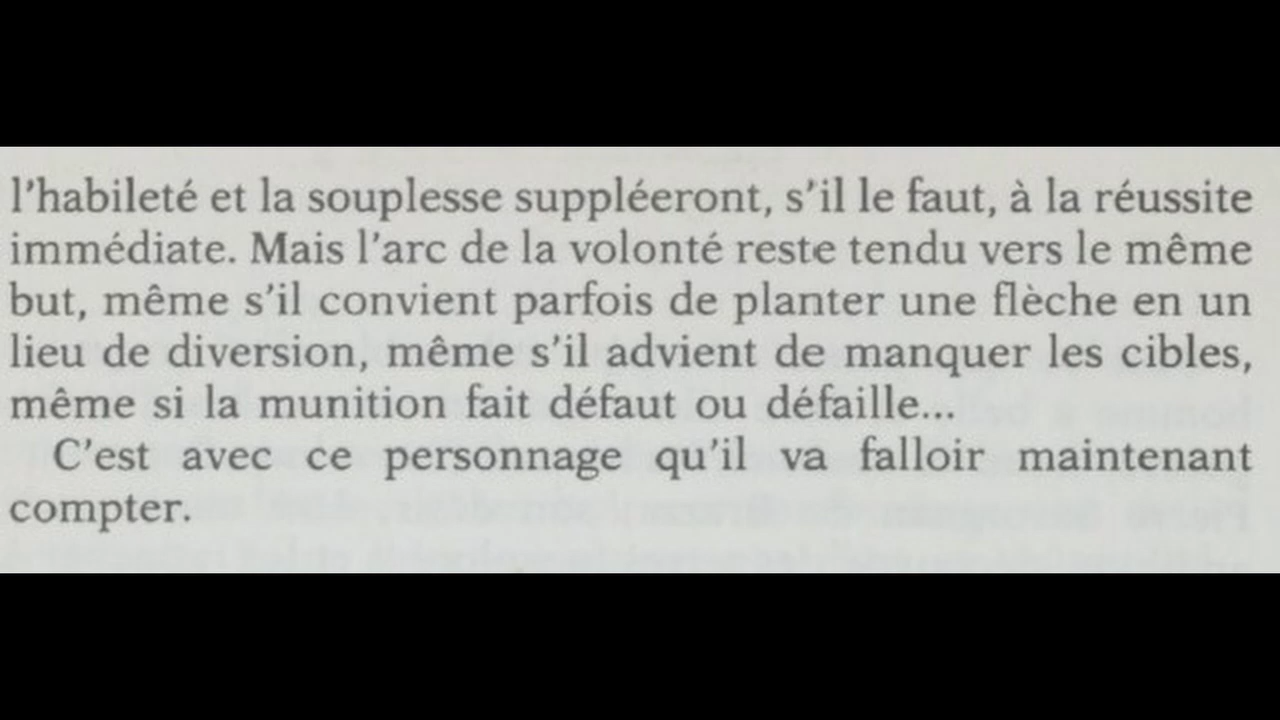 l'habileté et la souplesse suppléeront, s'il le faut, à la réussite
immédiate. Mais l'arc de la volonté reste tendu vers le même
but, même s'il convient parfois de planter une flèche en un
lieu de diversion, même s'il advient de manquer les cibles,
même si la munition fait défaut ou défaille...
C'est avec ce personnage qu'il va falloir maintenant
compter.